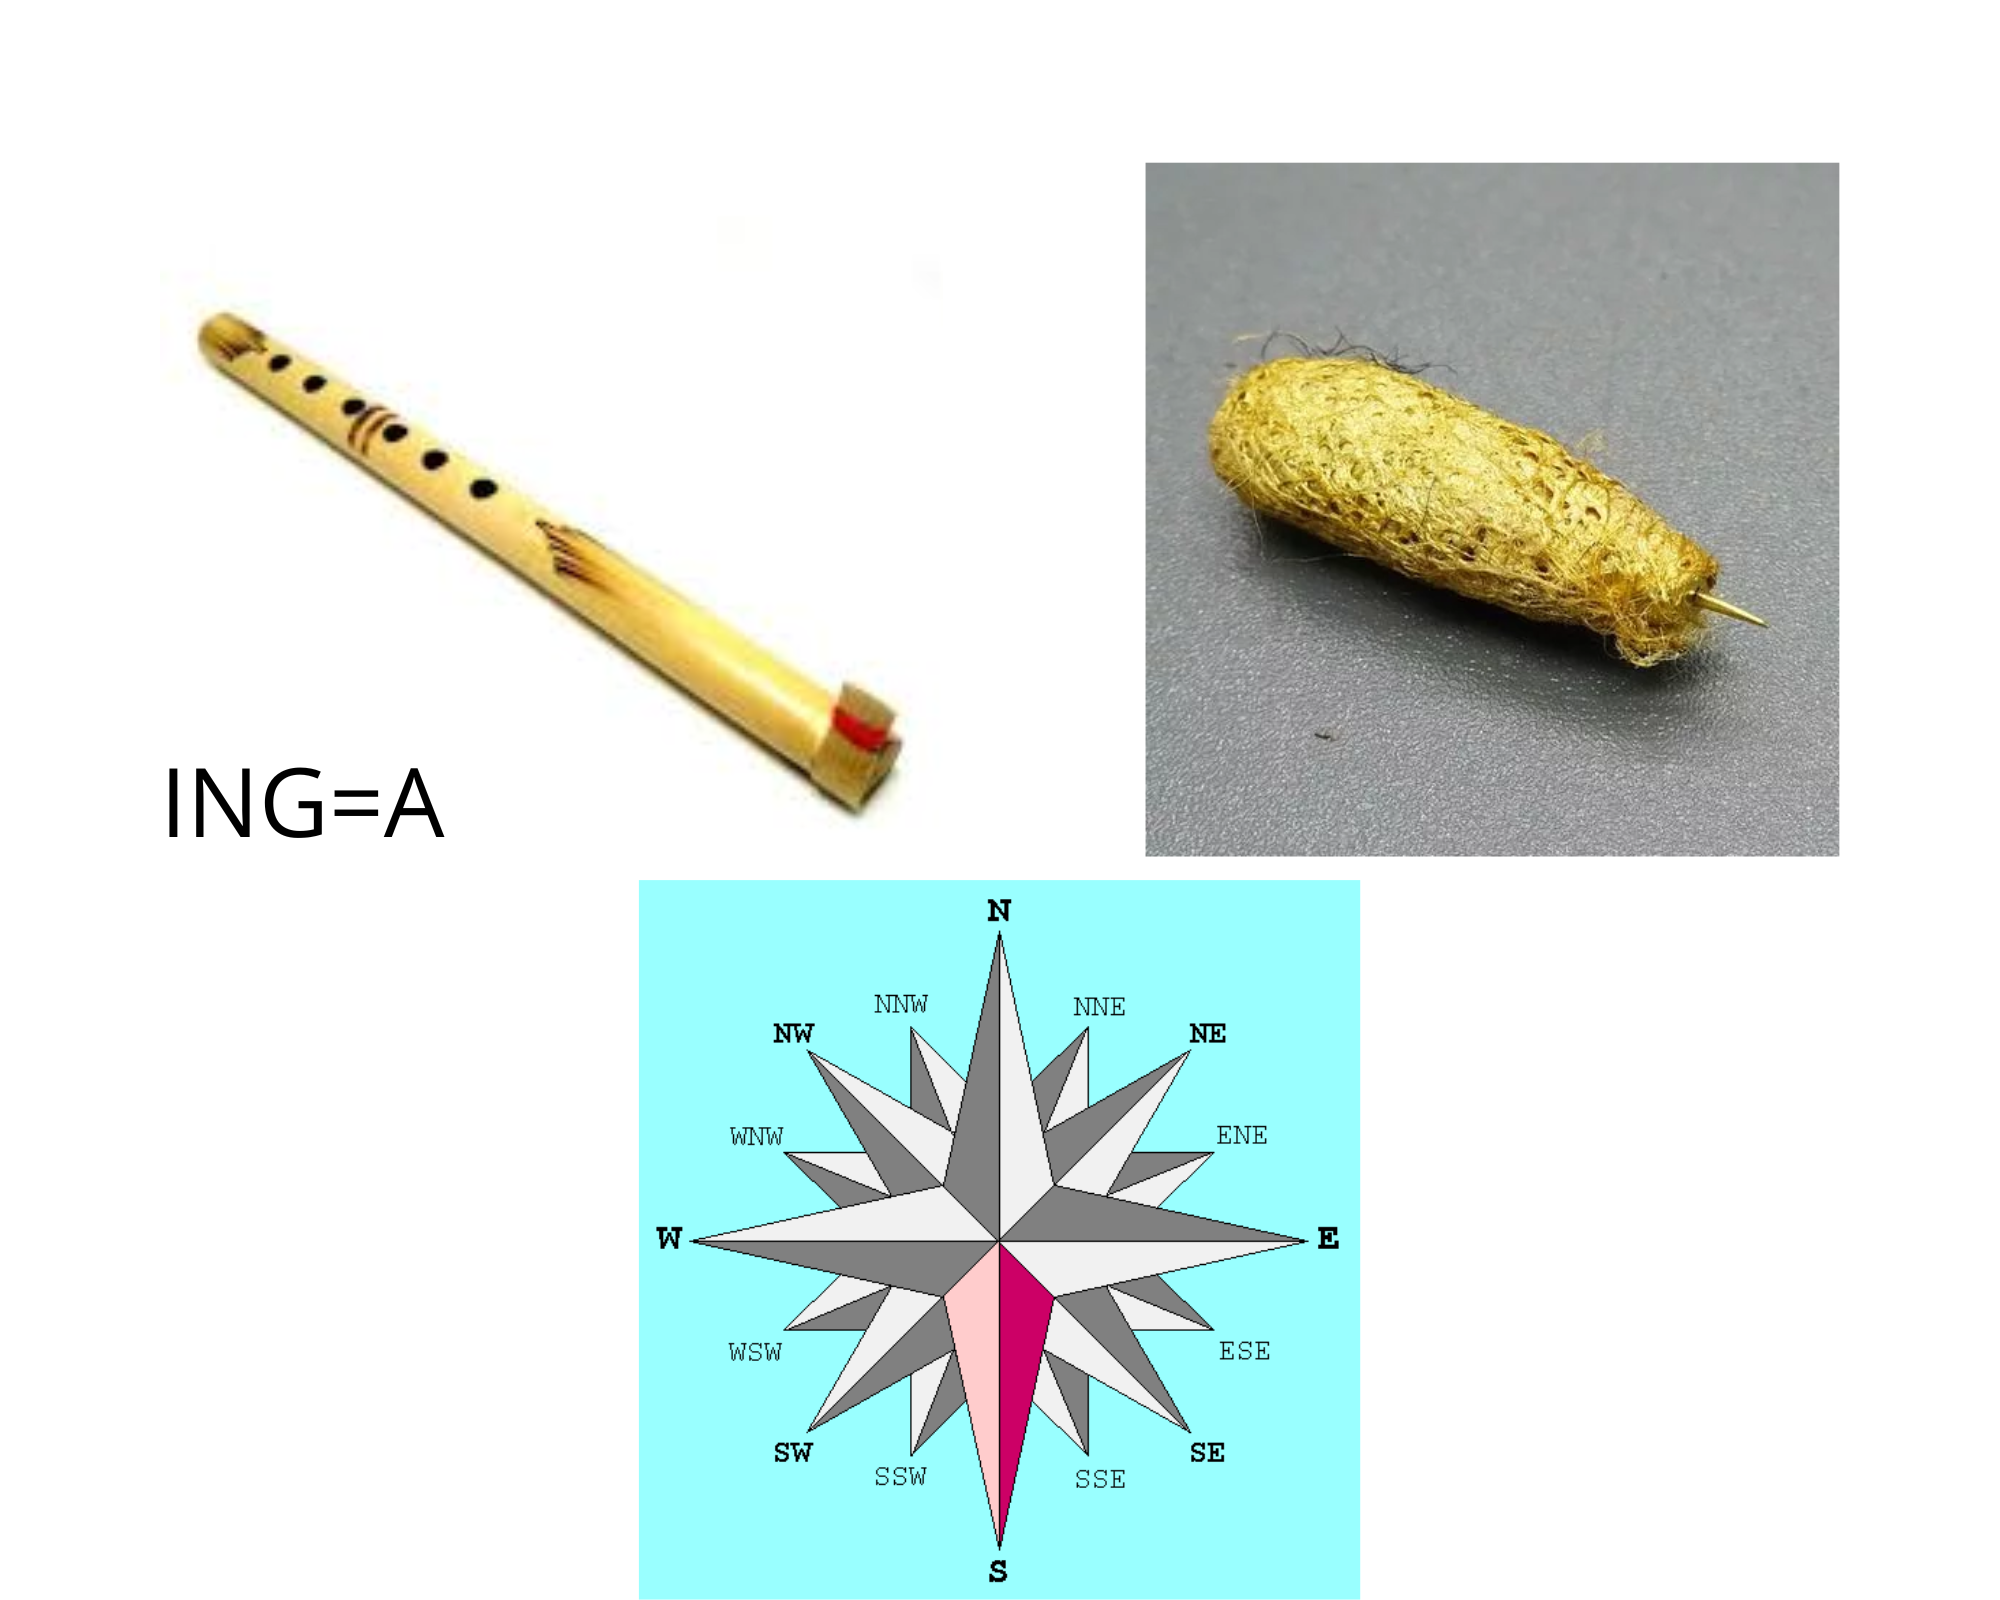 ING=A
N
NNW NNE
NW NE
WNW ENE
W E
WSW ESE
SW SE
SSW SSE
S